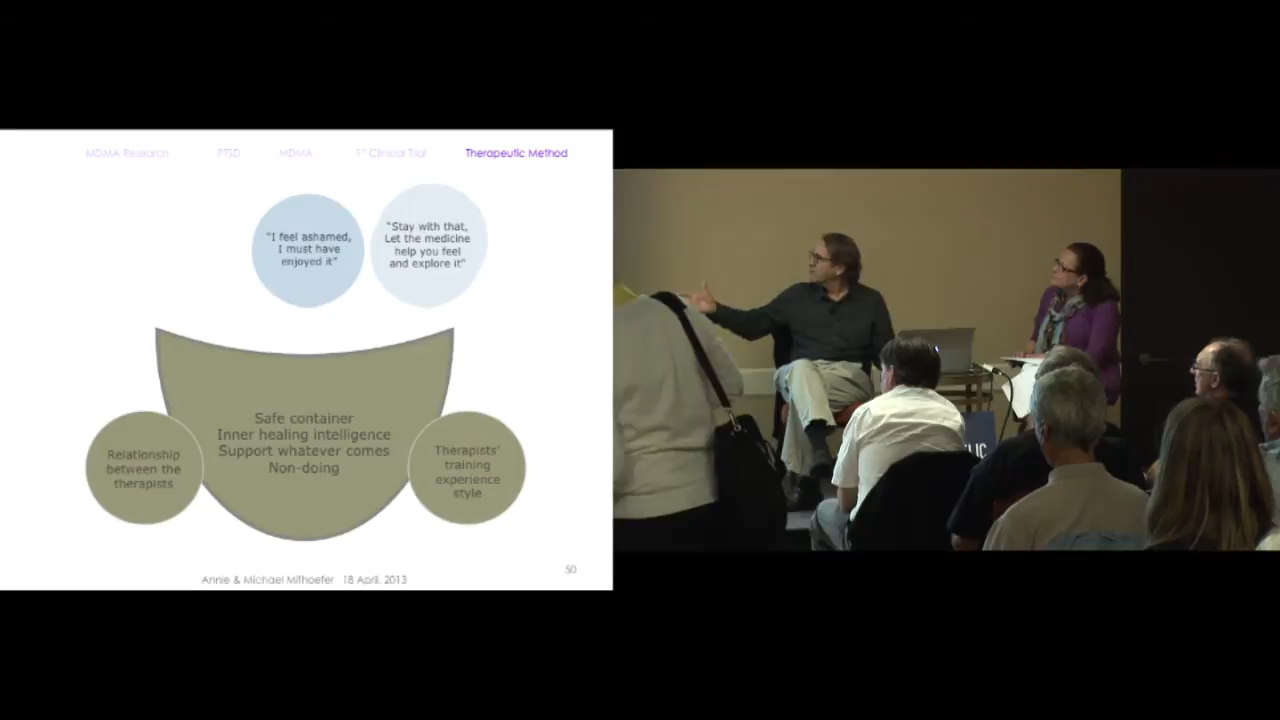 MDMA Research PTSD MDMA 1st Clinical Trial Therapeutic Method
"I feel ashamed,
I must have
enjoyed it"
"Stay with that,
Let the medicine
help you feel
and explore it"
Safe container
Inner healing intelligence
Support whatever comes
Non-doing
Relationship
between the
therapists
Therapists'
training
experience
style
Annie & Michael Mithoefer 18 April, 2013
50